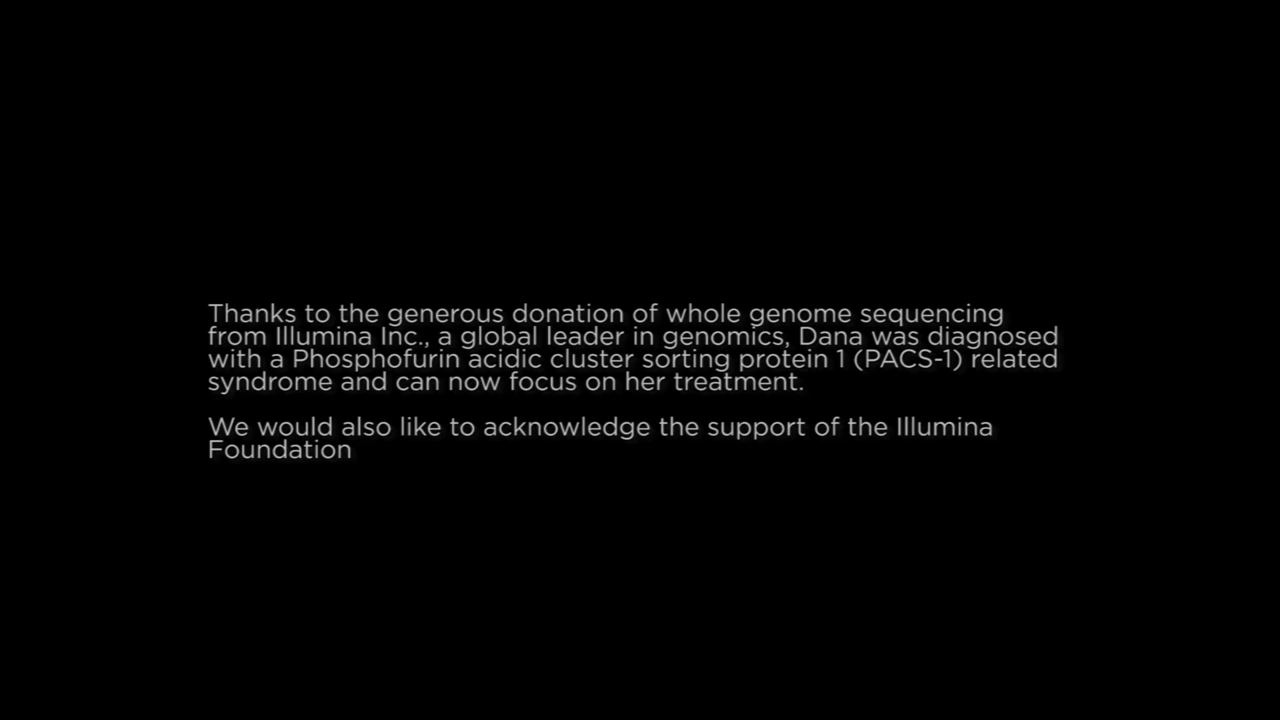 Thanks to the generous donation of whole genome sequencing
from Illumina Inc., a global leader in genomics, Dana was diagnosed
with a Phosphofurin acidic cluster sorting protein 1 (PACS-1) related
syndrome and can now focus on her treatment.
We would also like to acknowledge the support of the Illumina
Foundation